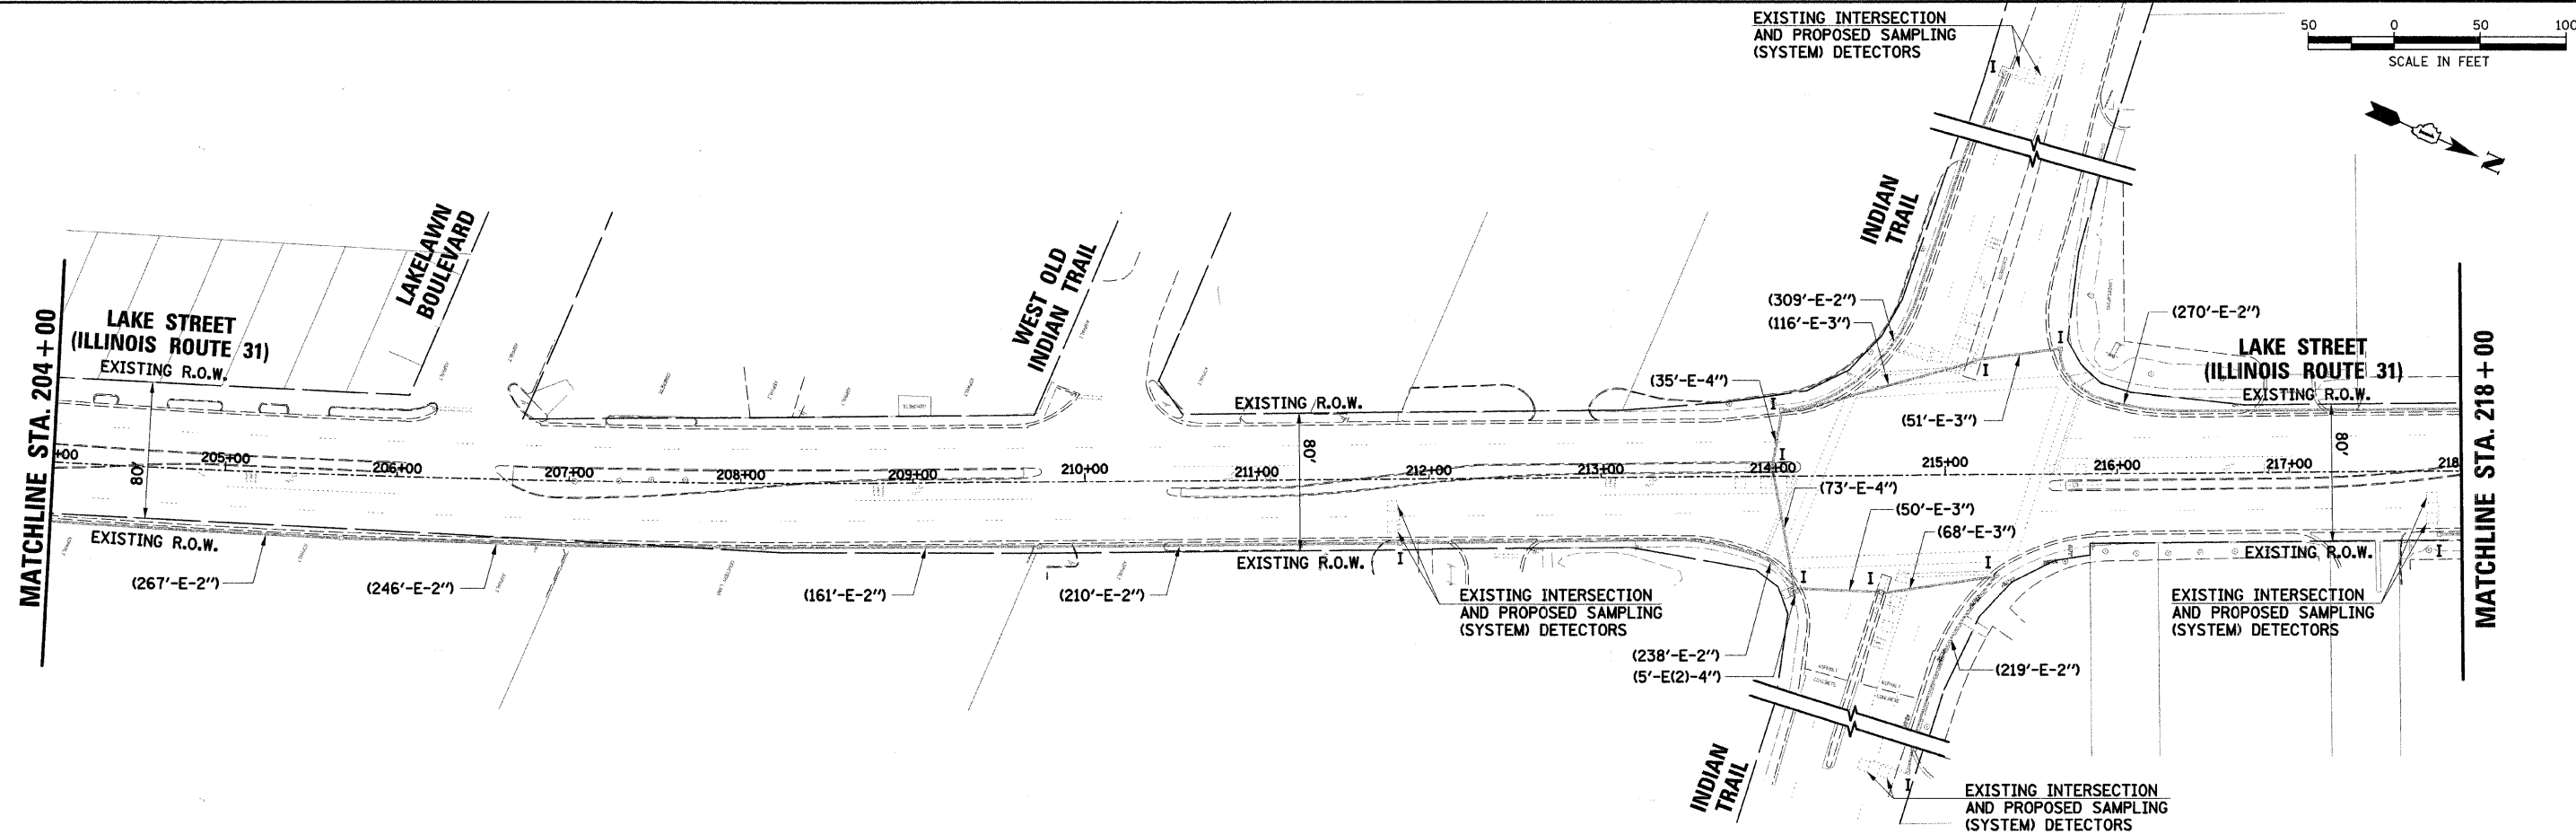 EXISTING INTERSECTION
AND PROPOSED SAMPLING
(SYSTEM) DETECTORS
50 0 50 100
SCALE IN FEET
N
INDIAN
TRAIL
LAKELAWN
BOULEVARD
WEST OLD
INDIAN TRAIL
MATCHLINE STA. 204+00
LAKE STREET
(ILLINOIS ROUTE 31)
EXISTING R.O.W.
80'
(309'-E-2")
(116'-E-3")
(35'-E-4")
(51'-E-3")
(270'-E-2")
LAKE STREET
(ILLINOIS ROUTE 31)
EXISTING R.O.W.
EXISTING R.O.W.
80'
80'
MATCHLINE STA. 218+00
+00 205+00 206+00 207+00 208+00 209+00 210+00 211+00 212+00 213+00 214+00 215+00 216+00 217+00 218
(73'-E-4")
(50'-E-3")
(68'-E-3")
EXISTING R.O.W.
EXISTING R.O.W.
EXISTING R.O.W.
(267'-E-2")
(246'-E-2")
(161'-E-2")
(210'-E-2")
EXISTING INTERSECTION
AND PROPOSED SAMPLING
(SYSTEM) DETECTORS
EXISTING INTERSECTION
AND PROPOSED SAMPLING
(SYSTEM) DETECTORS
(238'-E-2")
(5'-E(2)-4")
(219'-E-2")
INDIAN
TRAIL
EXISTING INTERSECTION
AND PROPOSED SAMPLING
(SYSTEM) DETECTORS
I
I
I
I
I
I
I
I
I
I
I
ASPHALT
CONCRETE